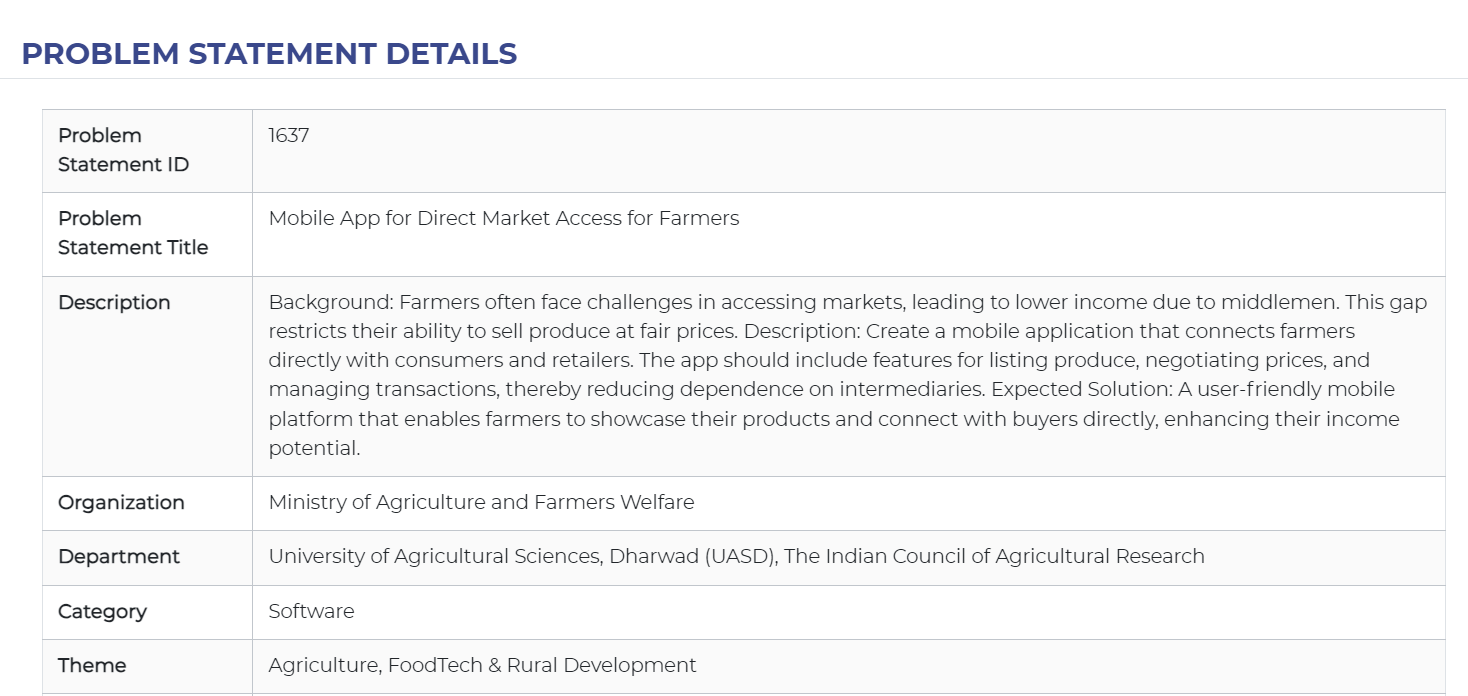 PROBLEM STATEMENT DETAILS
Problem
Statement ID
1637
Problem
Statement Title
Mobile App for Direct Market Access for Farmers
Description
Background: Farmers often face challenges in accessing markets, leading to lower income due to middlemen. This gap
restricts their ability to sell produce at fair prices. Description: Create a mobile application that connects farmers
directly with consumers and retailers. The app should include features for listing produce, negotiating prices, and
managing transactions, thereby reducing dependence on intermediaries. Expected Solution: A user-friendly mobile
platform that enables farmers to showcase their products and connect with buyers directly, enhancing their income
potential.
Organization
Ministry of Agriculture and Farmers Welfare
Department
University of Agricultural Sciences, Dharwad (UASD), The Indian Council of Agricultural Research
Category
Software
Theme
Agriculture, FoodTech & Rural Development